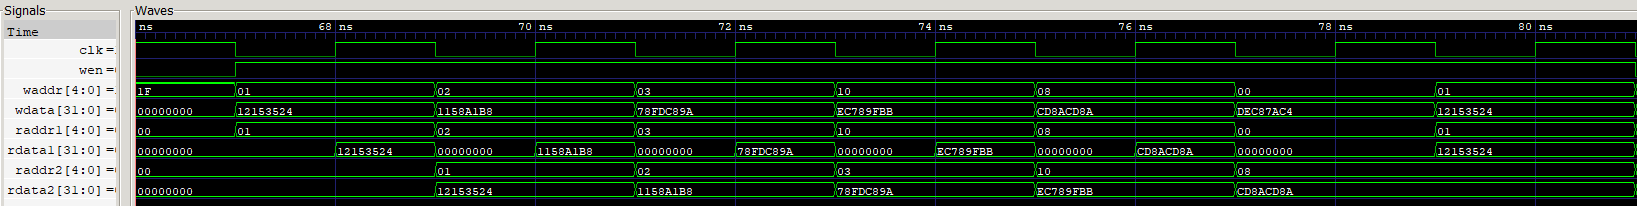 Signals Waves
Time ns 68 ns 70 ns 72 ns 74 ns 76 ns 78 ns 80 ns
clk =
wen =
waddr[4:0] = 1F 01 02 03 10 08 00 01
wdata[31:0] = 00000000 12153524 1158A1B8 78FDC89A EC789FBB CD8ACD8A DEC87AC4 12153524
raddr1[4:0] = 00 01 02 03 10 08 00 01
rdata1[31:0] = 00000000 12153524 00000000 1158A1B8 00000000 78FDC89A 00000000 EC789FBB 00000000 CD8ACD8A 00000000 12153524
raddr2[4:0] = 00 01 02 03 10 08
rdata2[31:0] = 00000000 12153524 1158A1B8 78FDC89A EC789FBB CD8ACD8A